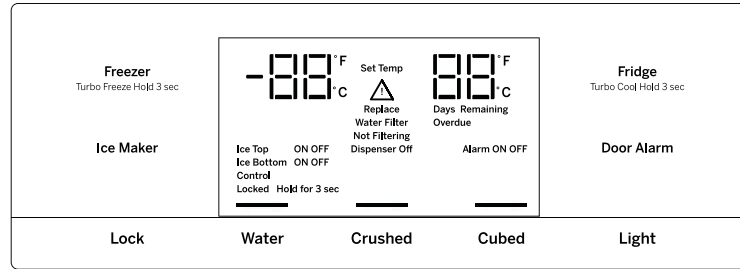 Freezer
Turbo Freeze Hold 3 sec
Ice Maker
-88 °F °C
Set Temp
Replace
Water Filter
Not Filtering
Dispenser Off
88 °F °C
Days Remaining
Overdue
Ice Top ON OFF
Ice Bottom ON OFF
Control
Locked Hold for 3 sec
Alarm ON OFF
Fridge
Turbo Cool Hold 3 sec
Door Alarm
Lock Water Crushed Cubed Light